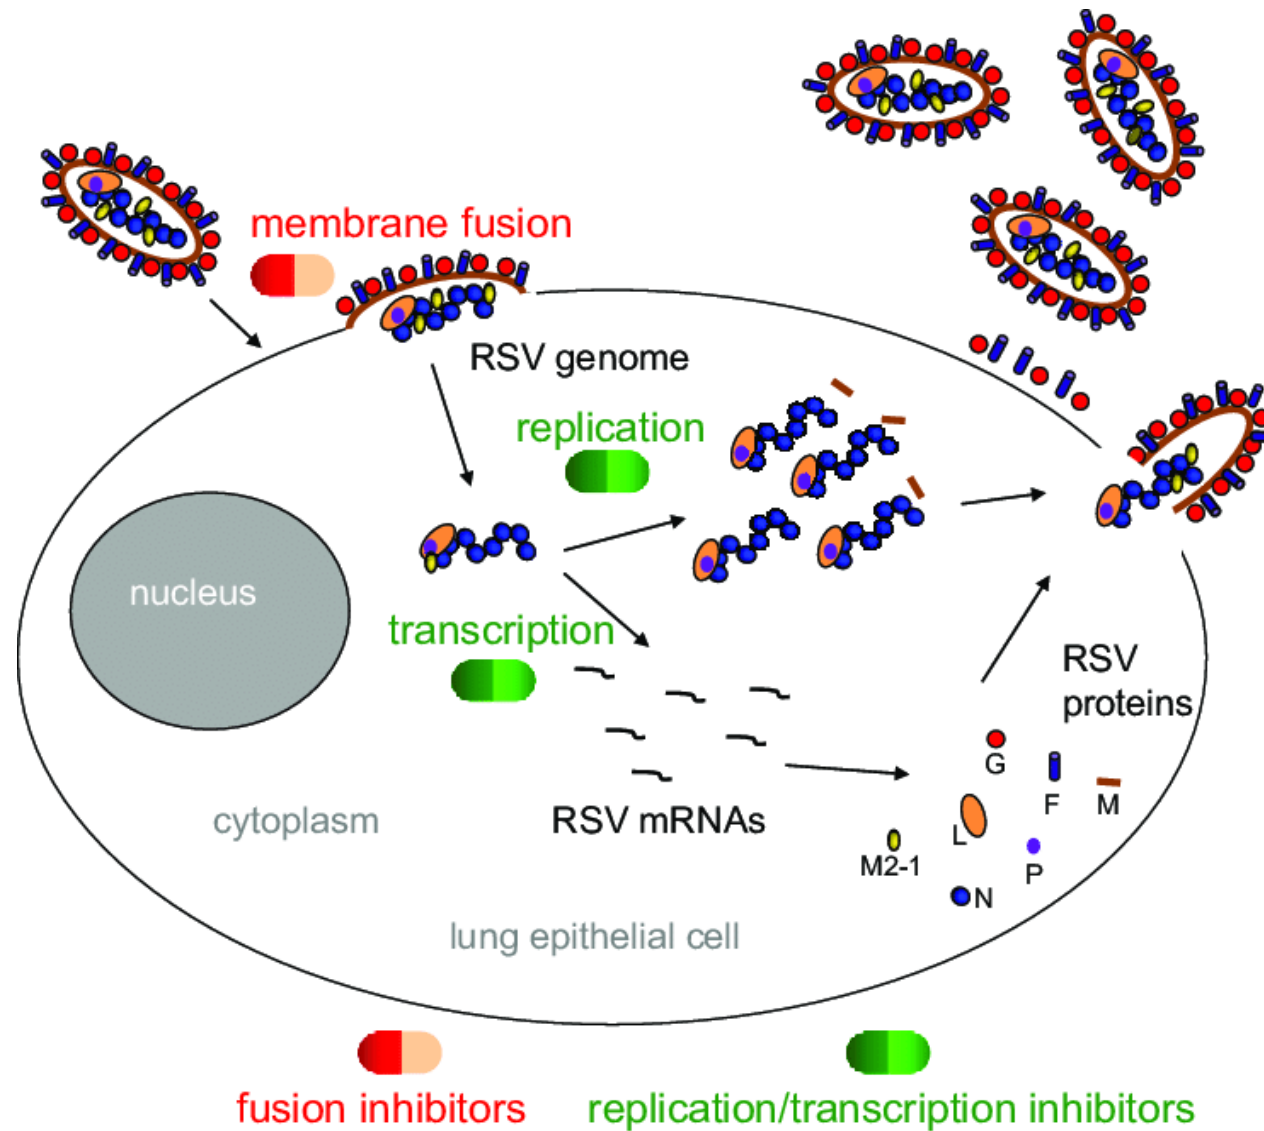 membrane fusion
RSV genome
replication
nucleus
transcription
RSV
proteins
G
F
M
L
M2-1
P
N
RSV mRNAs
cytoplasm
lung epithelial cell
fusion inhibitors
replication/transcription inhibitors